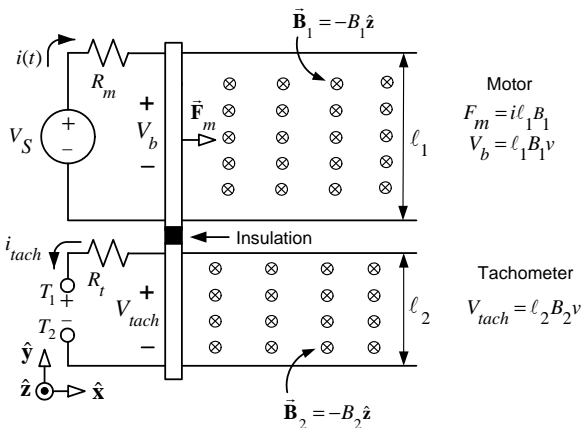 i(t)
R_m
B⃗_1 = −B_1ẑ
Motor
F_m = iℓ_1B_1
V_b = ℓ_1B_1v
V_S
+
−
+
V_b
−
F⃗_m
ℓ_1
Insulation
i_tach
R_t
T_1
+
T_2
−
+
V_tach
−
ℓ_2
Tachometer
V_tach = ℓ_2B_2v
ŷ
ẑ
x̂
B⃗_2 = −B_2ẑ